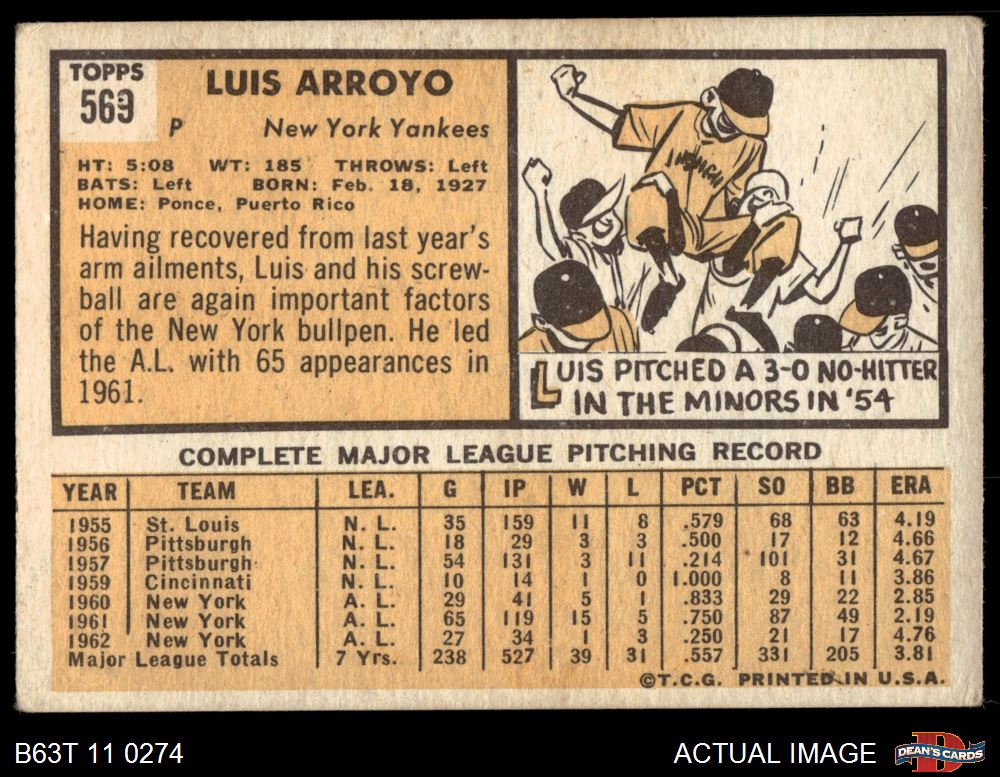 TOPPS
569
LUIS ARROYO
P New York Yankees
HT: 5:08 WT: 185 THROWS: Left
BATS: Left BORN: Feb. 18, 1927
HOME: Ponce, Puerto Rico
Having recovered from last year's
arm ailments, Luis and his screw-
ball are again important factors
of the New York bullpen. He led
the A.L. with 65 appearances in
1961.
LUIS PITCHED A 3-0 NO-HITTER
IN THE MINORS IN '54
COMPLETE MAJOR LEAGUE PITCHING RECORD
YEAR TEAM LEA. G IP W L PCT SO BB ERA
1955 St. Louis N. L. 35 159 11 8 .579 68 63 4.19
1956 Pittsburgh N. L. 18 29 3 3 .500 17 12 4.66
1957 Pittsburgh N. L. 54 131 3 11 .214 101 31 4.67
1959 Cincinnati N. L. 10 14 1 0 1.000 8 11 3.86
1960 New York A. L. 29 41 5 1 .833 29 22 2.85
1961 New York A. L. 65 119 15 5 .750 87 49 2.19
1962 New York A. L. 27 34 1 3 .250 21 17 4.76
Major League Totals 7 Yrs. 238 527 39 31 .557 331 205 3.81
©T.C.G. PRINTED IN U.S.A.
B63T 11 0274 ACTUAL IMAGE DEAN'S CARDS